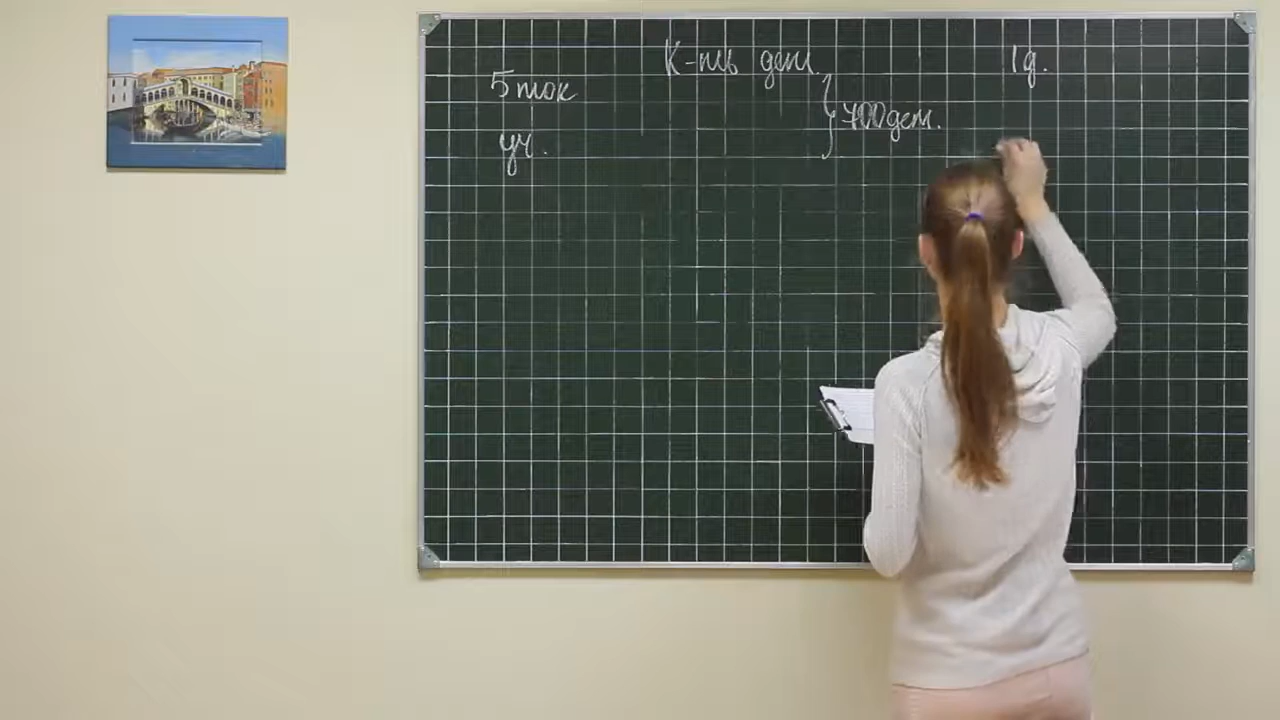 К-ть дет. 1д.
5 ток
700 дет.
уч.